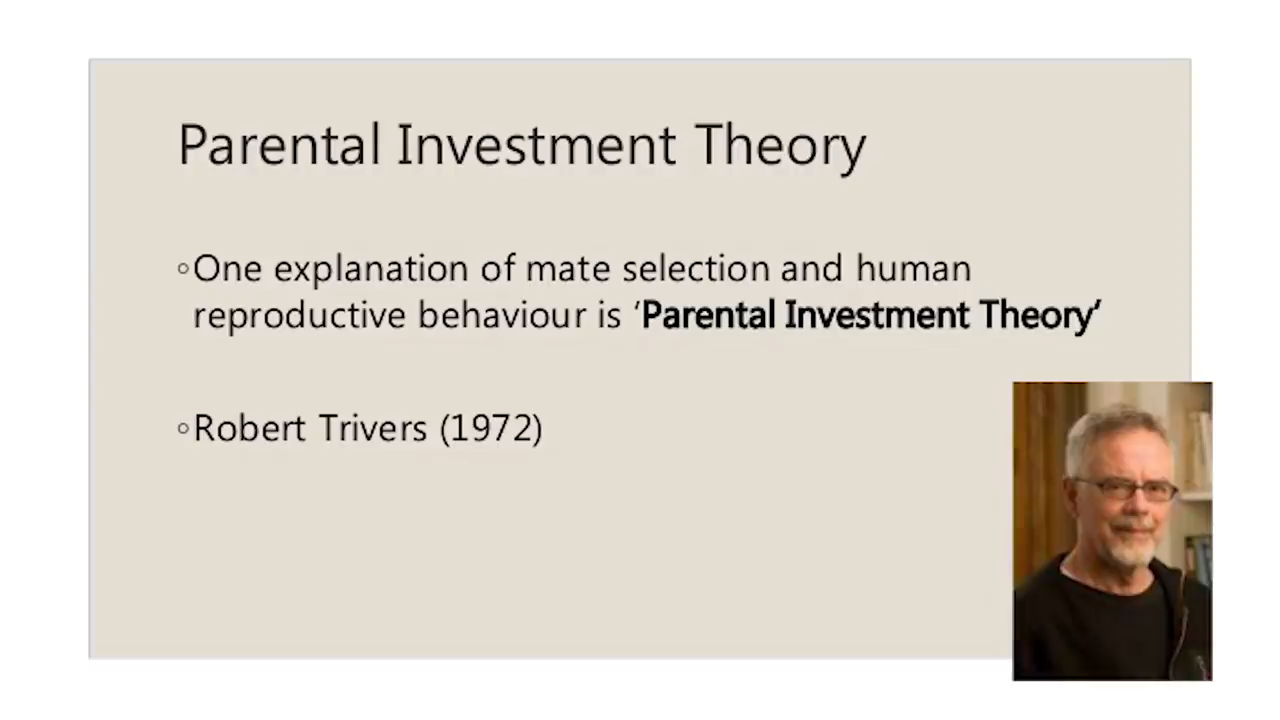 Parental Investment Theory
◦One explanation of mate selection and human
reproductive behaviour is ‘Parental Investment Theory’
◦Robert Trivers (1972)